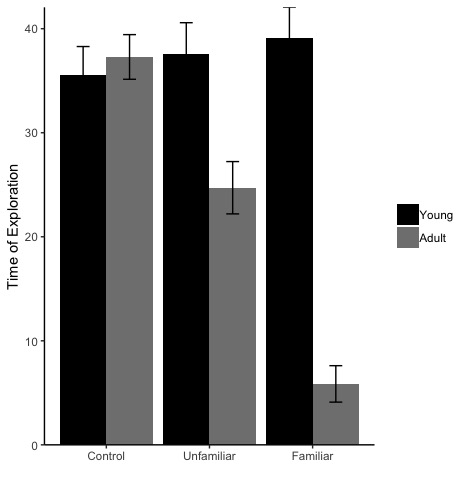 Time of Exploration
40
30
20
10
0
Control
Unfamiliar
Familiar
Young
Adult